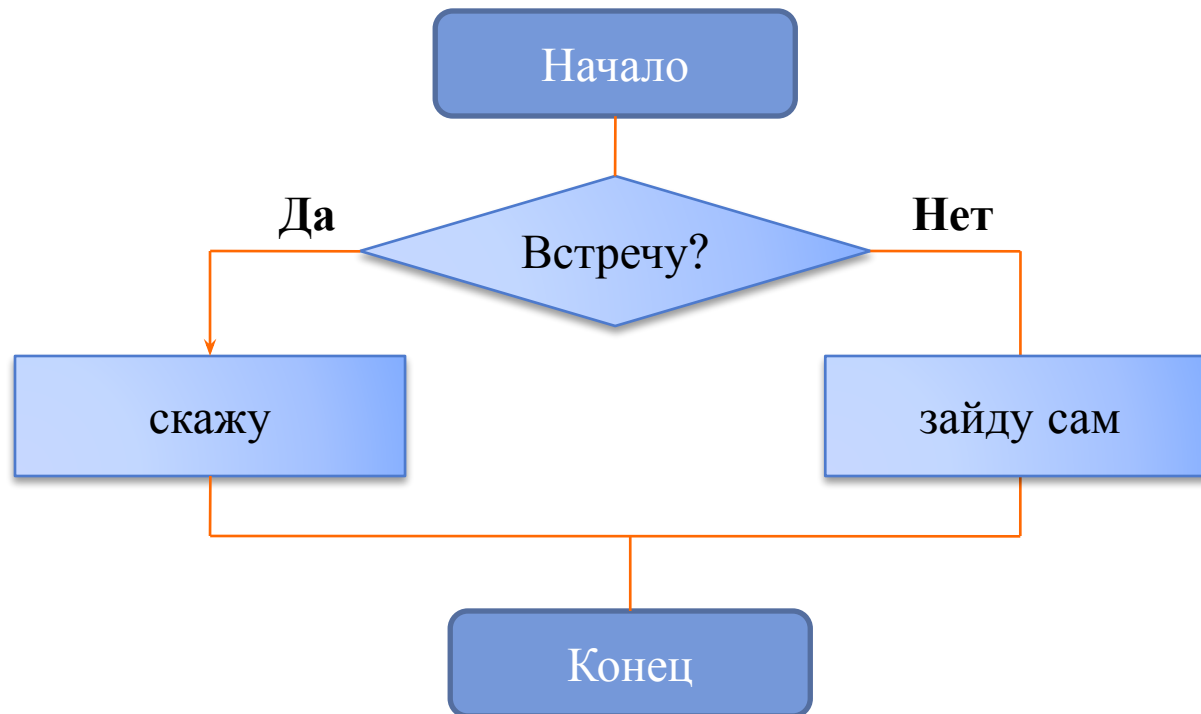 Начало
Да
Нет
Встречу?
скажу
зайду сам
Конец